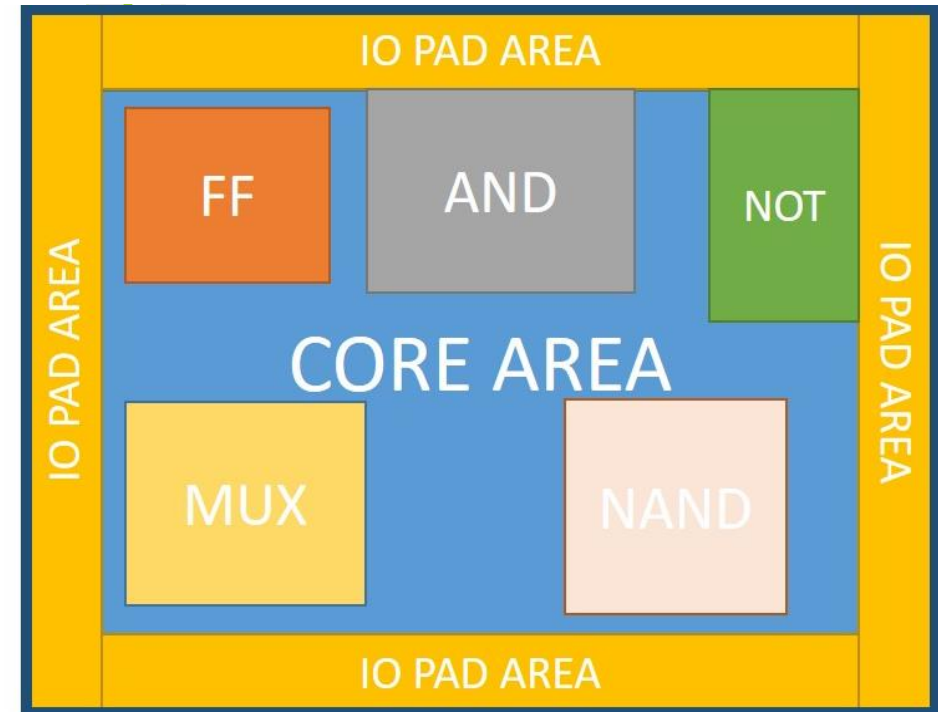 IO PAD AREA
FF
AND
NOT
IO PAD AREA
IO PAD AREA
CORE AREA
MUX
NAND
IO PAD AREA